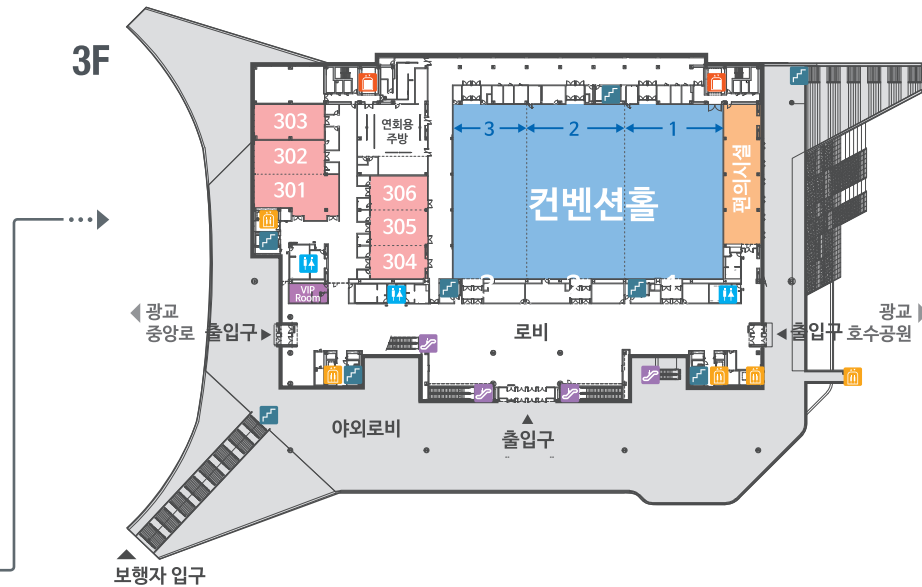 3F
303
302
301
연회용
주방
306
305
304
3
2
1
컨벤션홀
편의시설
VIP
Room
광교
중앙로
출입구
로비
출입구
광교
호수공원
야외로비
출입구
보행자 입구